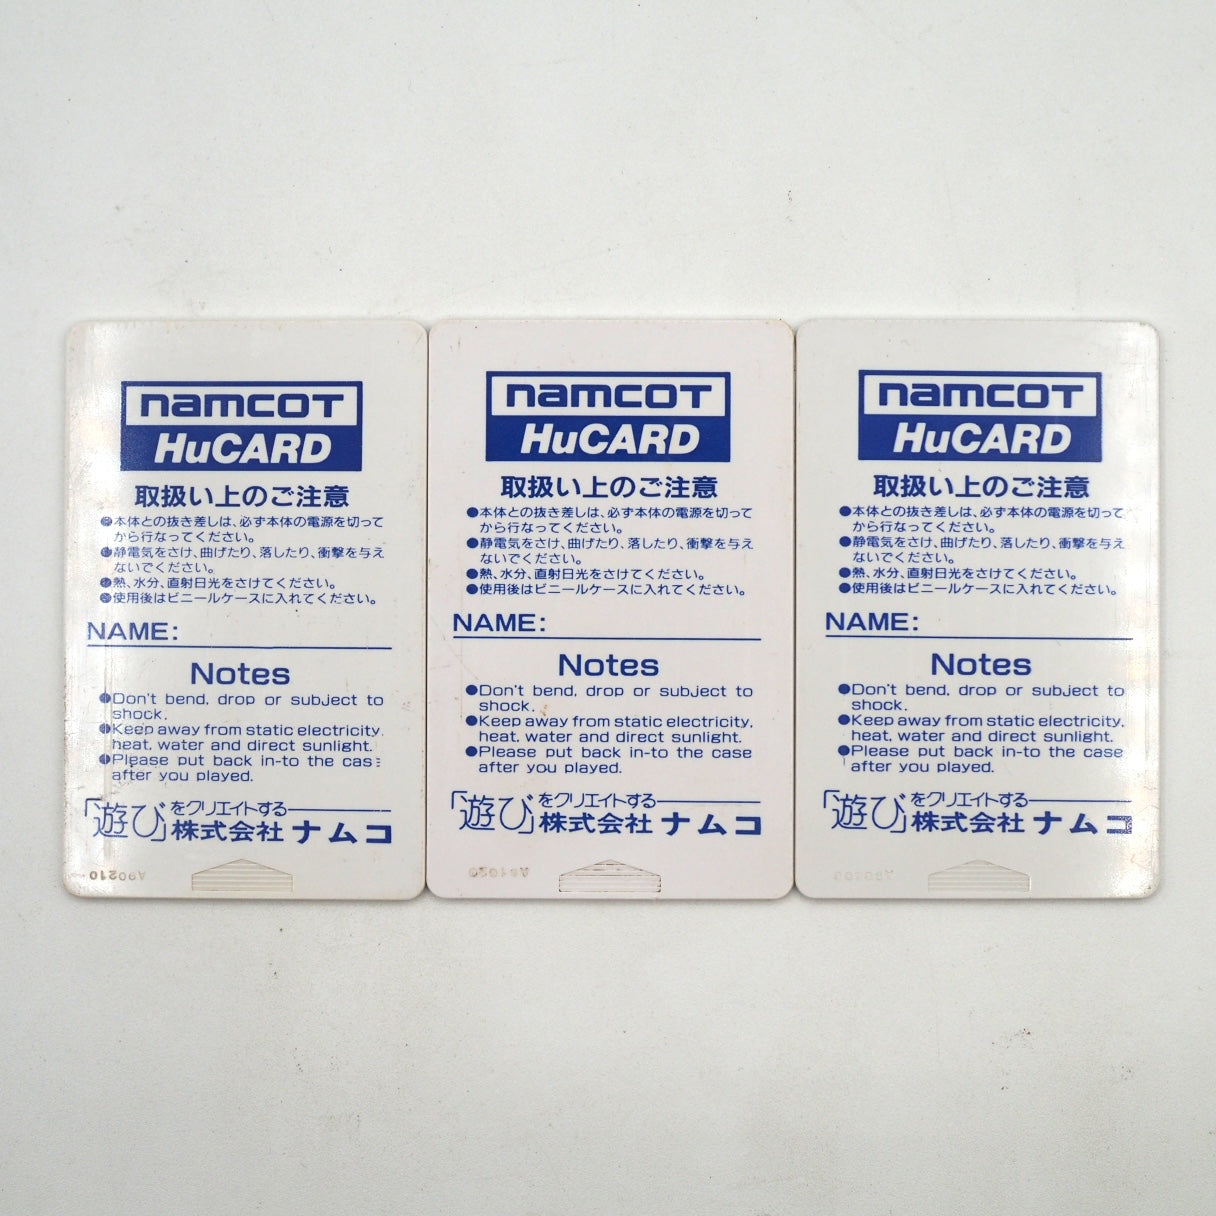 namcoT
HuCARD
取扱い上のご注意
●本体との抜き差しは、必ず本体の電源を切って
から行なってください。
●静電気をさけ、曲げたり、落したり、衝撃を与え
ないでください。
●熱、水分、直射日光をさけてください。
●使用後はビニールケースに入れてください。
NAME:
Notes
●Don't bend, drop or subject to
shock.
●Keep away from static electricity,
heat, water and direct sunlight.
●Please put back in-to the case
after you played.
「遊び」をクリエイトする
株式会社ナムコ
A90210
namcoT
HuCARD
取扱い上のご注意
●本体との抜き差しは、必ず本体の電源を切って
から行なってください。
●静電気をさけ、曲げたり、落したり、衝撃を与え
ないでください。
●熱、水分、直射日光をさけてください。
●使用後はビニールケースに入れてください。
NAME:
Notes
●Don't bend, drop or subject to
shock.
●Keep away from static electricity,
heat, water and direct sunlight.
●Please put back in-to the case
after you played.
「遊び」をクリエイトする
株式会社ナムコ
namcoT
HuCARD
取扱い上のご注意
●本体との抜き差しは、必ず本体の電源を切って
から行なってください。
●静電気をさけ、曲げたり、落したり、衝撃を与え
ないでください。
●熱、水分、直射日光をさけてください。
●使用後はビニールケースに入れてください。
NAME:
Notes
●Don't bend, drop or subject to
shock.
●Keep away from static electricity,
heat, water and direct sunlight.
●Please put back in-to the case
after you played.
「遊び」をクリエイトする
株式会社ナムコ